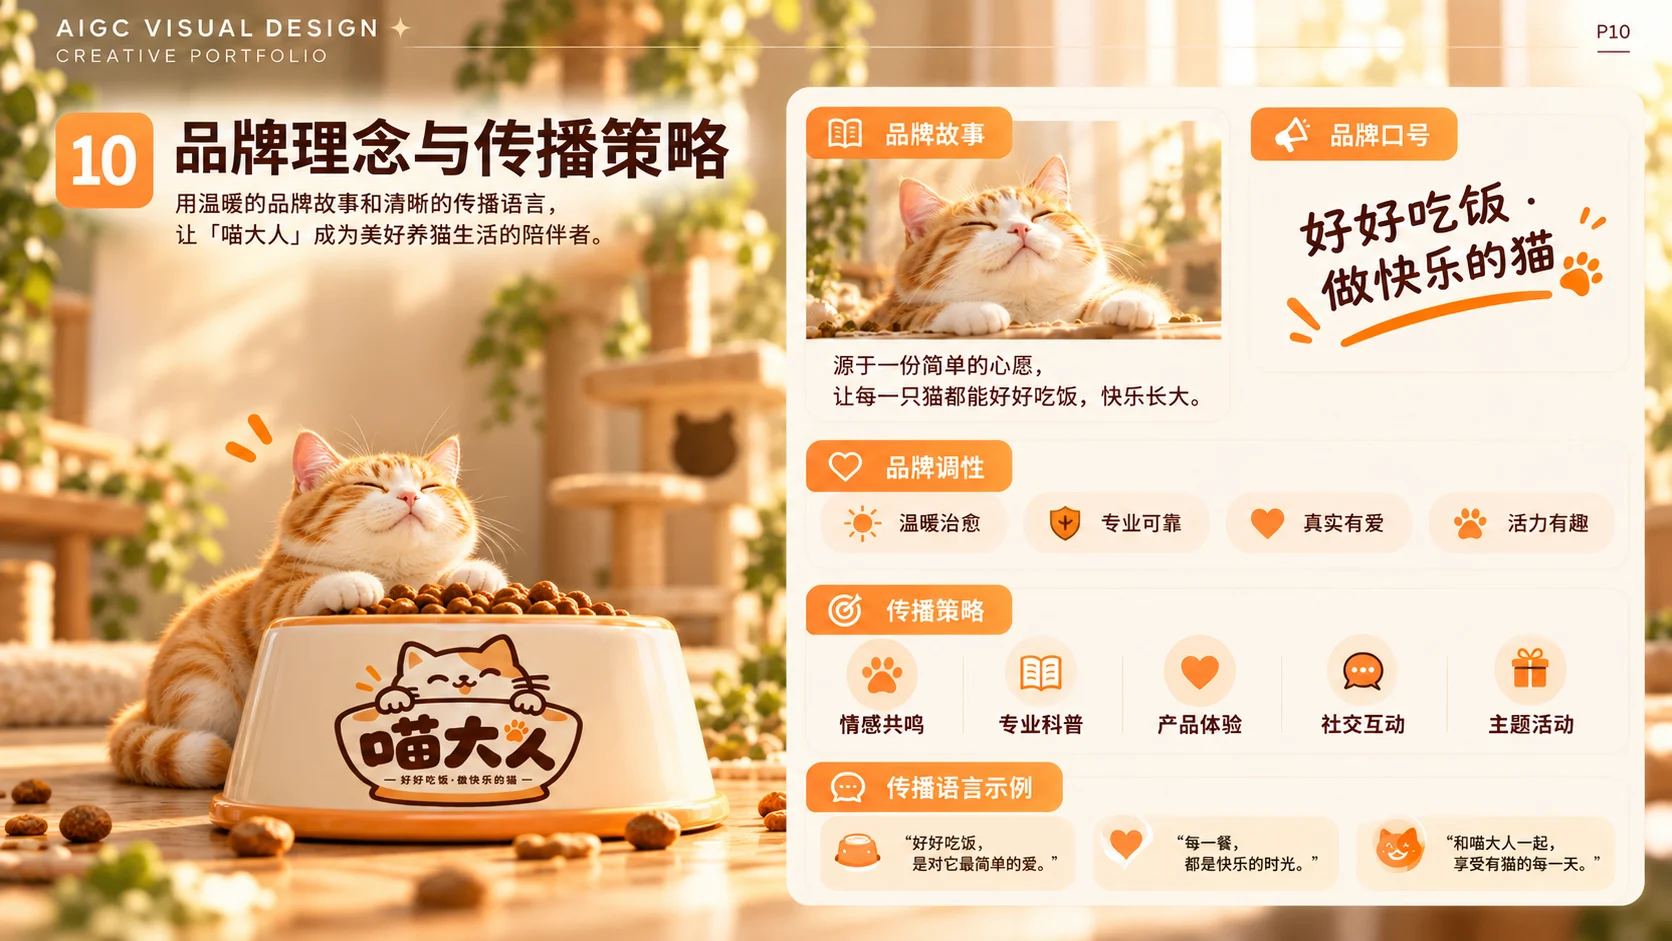 AIGC VISUAL DESIGN
CREATIVE PORTFOLIO
P10
10
品牌理念与传播策略
用温暖的品牌故事和清晰的传播语言，
让「喵大人」成为美好养猫生活的陪伴者。
喵大人
好好吃饭·做快乐的猫
品牌故事
源于一份简单的心愿，
让每一只猫都能好好吃饭，快乐长大。
品牌口号
好好吃饭·
做快乐的猫
品牌调性
温暖治愈
专业可靠
真实有爱
活力有趣
传播策略
情感共鸣
专业科普
产品体验
社交互动
主题活动
传播语言示例
“好好吃饭，
是对它最简单的爱。”
“每一餐，
都是快乐的时光。”
“和喵大人一起，
享受有猫的每一天。”